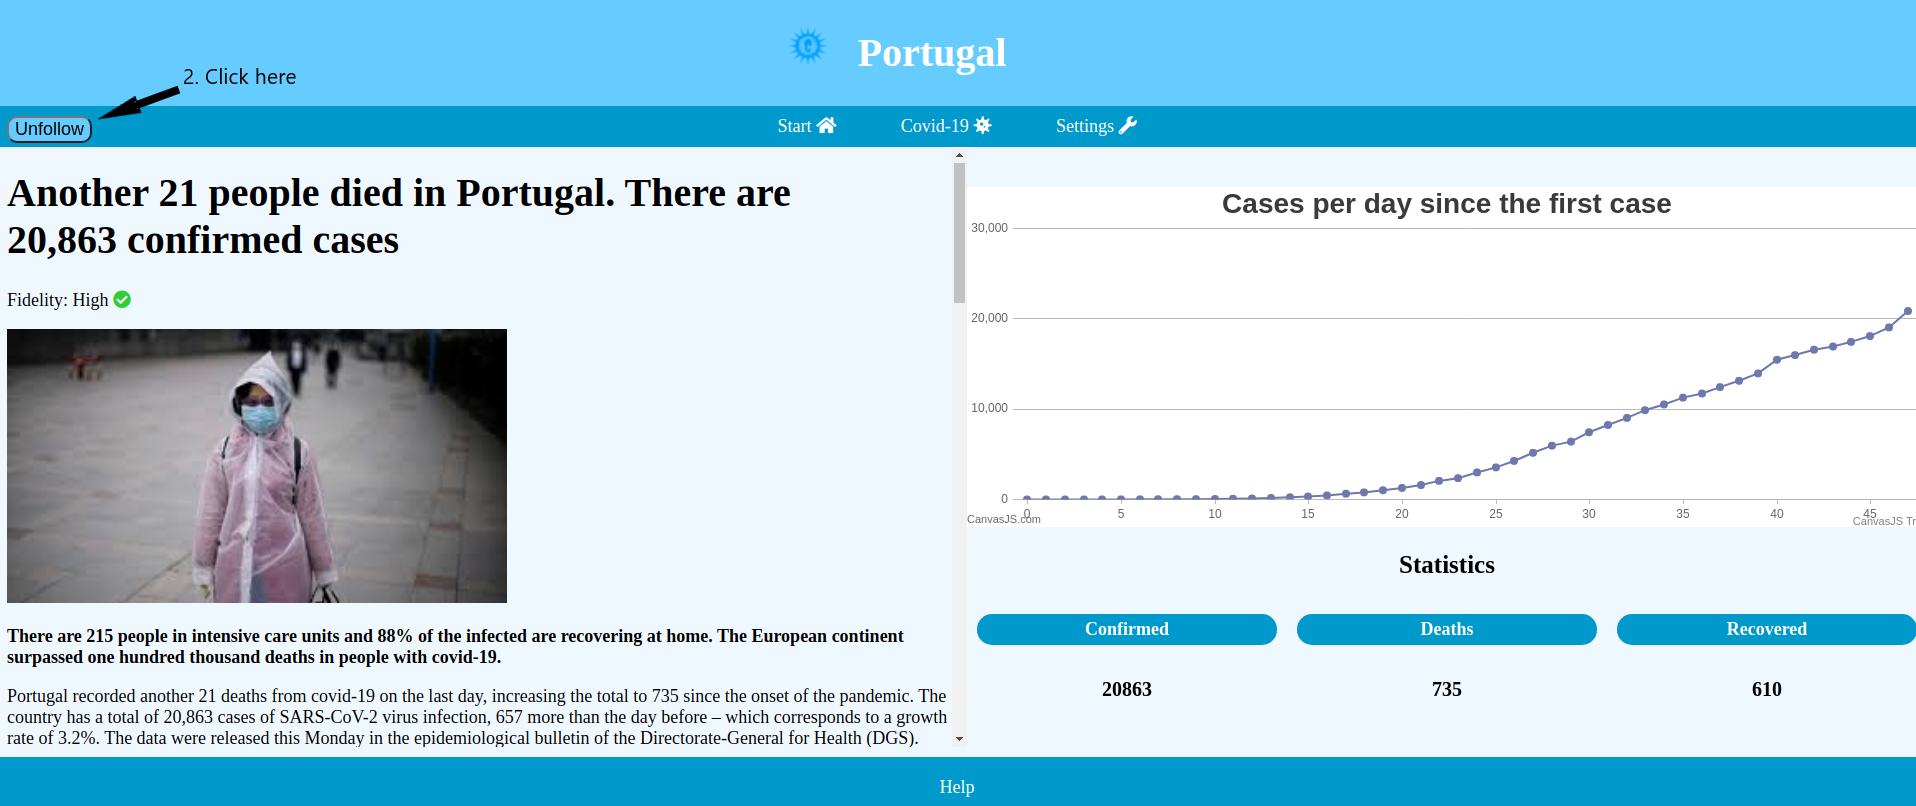 Portugal
2. Click here
Unfollow
Start
Covid-19
Settings
Another 21 people died in Portugal. There are
20,863 confirmed cases
Fidelity: High
There are 215 people in intensive care units and 88% of the infected are recovering at home. The European continent
surpassed one hundred thousand deaths in people with covid-19.
Portugal recorded another 21 deaths from covid-19 on the last day, increasing the total to 735 since the onset of the pandemic. The
country has a total of 20,863 cases of SARS-CoV-2 virus infection, 657 more than the day before – which corresponds to a growth
rate of 3.2%. The data were released this Monday in the epidemiological bulletin of the Directorate-General for Health (DGS).
Cases per day since the first case
30,000
20,000
10,000
0
0 5 10 15 20 25 30 35 40 45
CanvasJS.com
CanvasJS Tr
Statistics
Confirmed Deaths Recovered
20863 735 610
Help